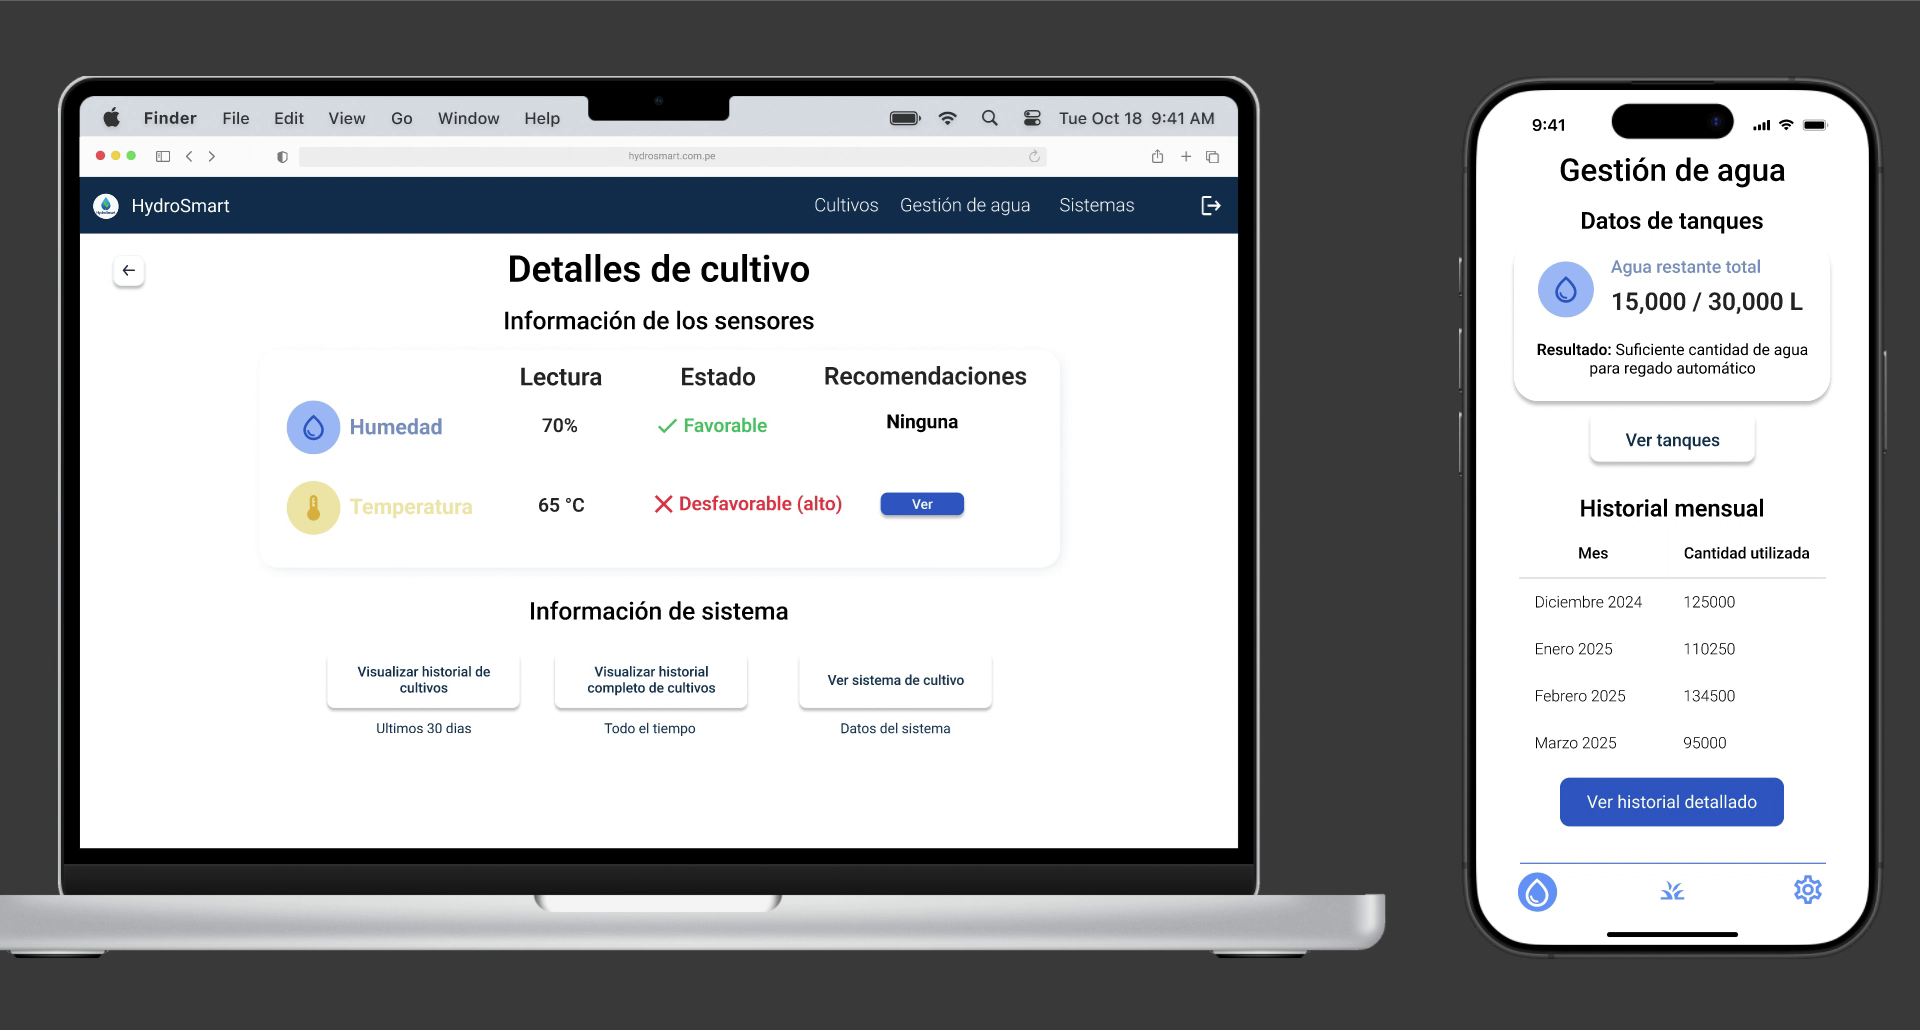 Finder File Edit View Go Window Help Tue Oct 18 9:41 AM
hydrosmart.com.pe
HydroSmart Cultivos Gestión de agua Sistemas
Detalles de cultivo
Información de los sensores
Lectura Estado Recomendaciones
Humedad 70% Favorable Ninguna
Temperatura 65 °C Desfavorable (alto) Ver
Información de sistema
Visualizar historial de
cultivos
Ultimos 30 dias
Visualizar historial
completo de cultivos
Todo el tiempo
Ver sistema de cultivo
Datos del sistema
9:41
Gestión de agua
Datos de tanques
Agua restante total
15,000 / 30,000 L
Resultado: Suficiente cantidad de agua
para regado automático
Ver tanques
Historial mensual
Mes Cantidad utilizada
Diciembre 2024 125000
Enero 2025 110250
Febrero 2025 134500
Marzo 2025 95000
Ver historial detallado